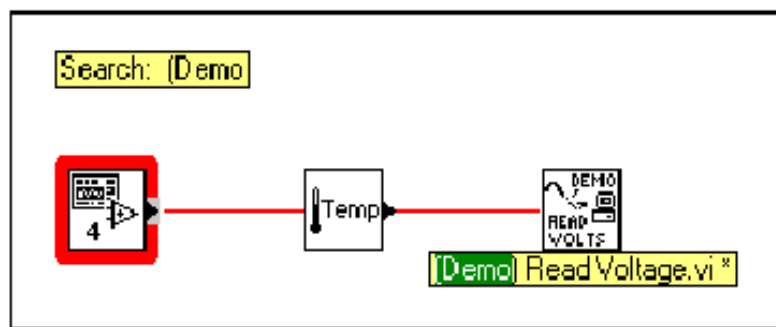 Search: (Demo
4
Temp
DEMO
READ
VOLTS
(Demo) Read Voltage.vi *